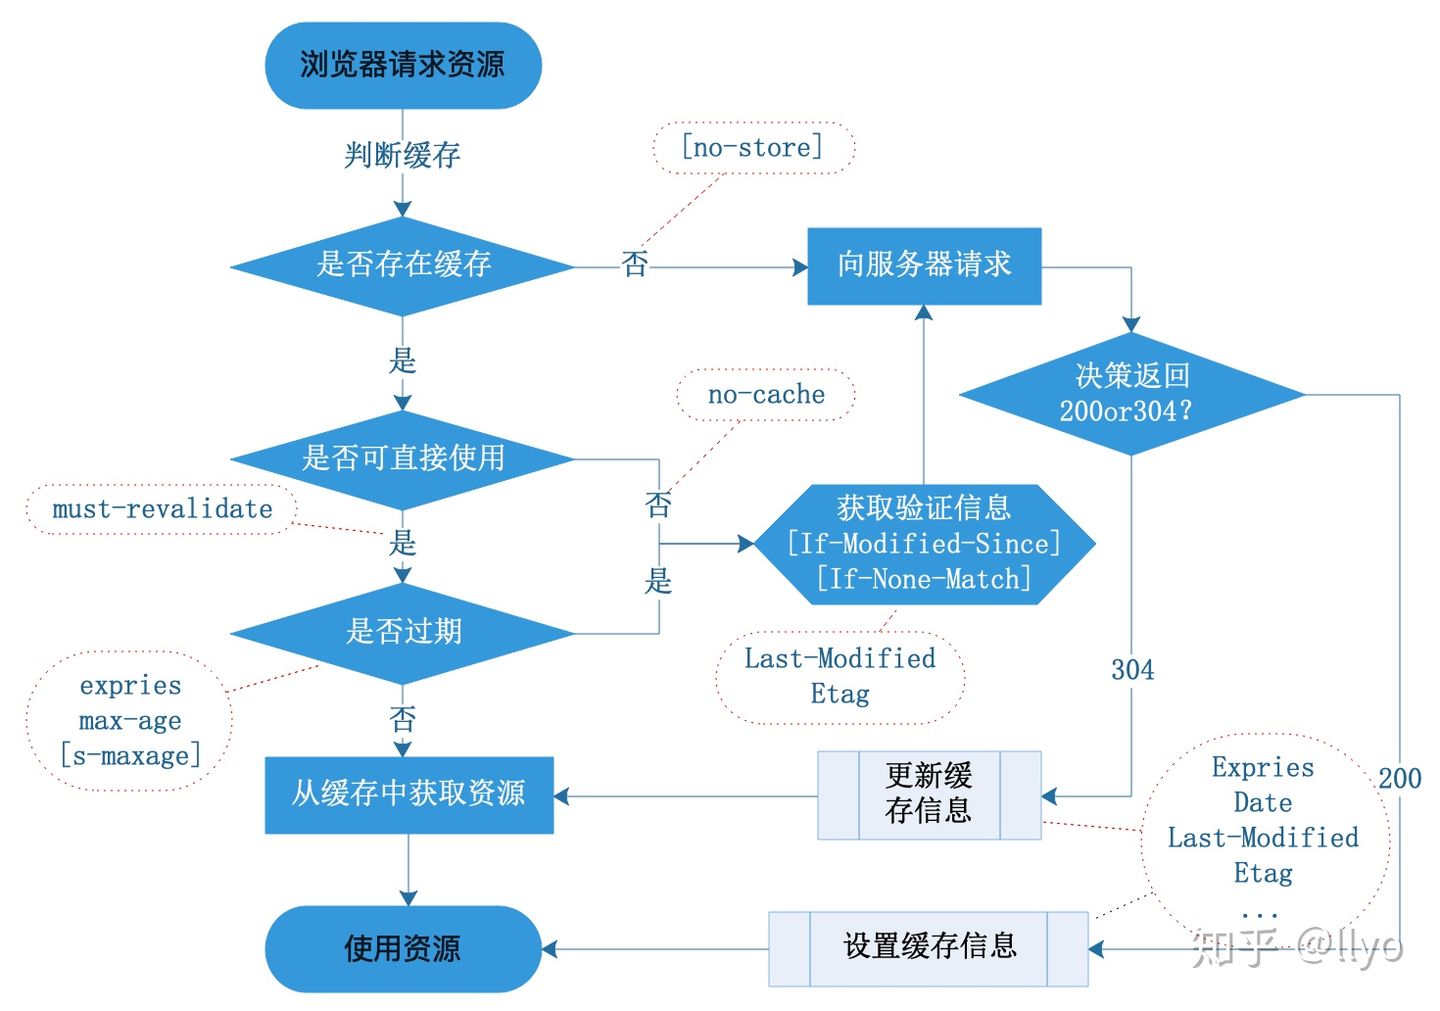 浏览器请求资源
判断缓存
[no-store]
是否存在缓存
否
向服务器请求
是
决策返回
200or304?
no-cache
是否可直接使用
must-revalidate
否
获取验证信息
[If-Modified-Since]
[If-None-Match]
是
是
是否过期
Last-Modified
Etag
304
expries
max-age
[s-maxage]
否
从缓存中获取资源
更新缓
存信息
200
Expries
Date
Last-Modified
Etag
...
使用资源
设置缓存信息
知乎 @llyo